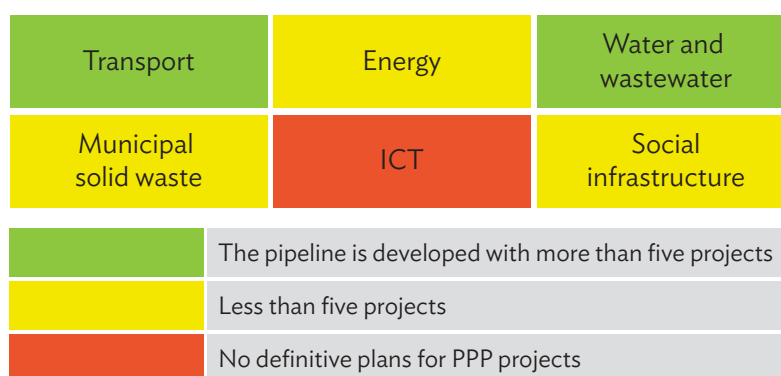 Transport
Energy
Water and
wastewater
Municipal
solid waste
ICT
Social
infrastructure
The pipeline is developed with more than five projects
Less than five projects
No definitive plans for PPP projects